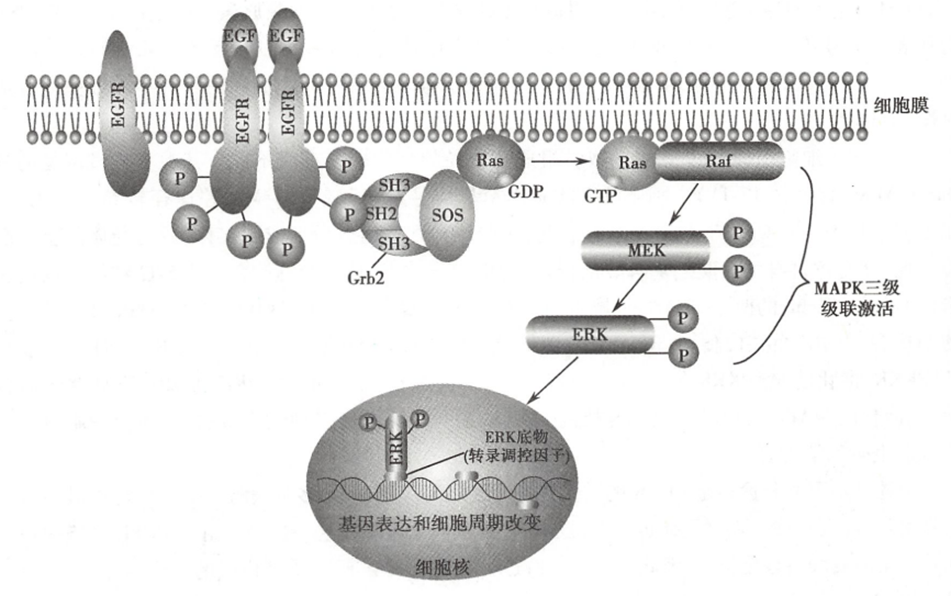 EGF
EGF
EGFR
EGFR
EGFR
细胞膜
P
P
P
P
P
P
SH3
SH2
SH3
Grb2
SOS
Ras
GDP
Ras
GTP
Raf
MEK
P
P
MAPK三级
级联激活
ERK
P
P
P
P
ERK
ERK底物
(转录调控因子)
基因表达和细胞周期改变
细胞核